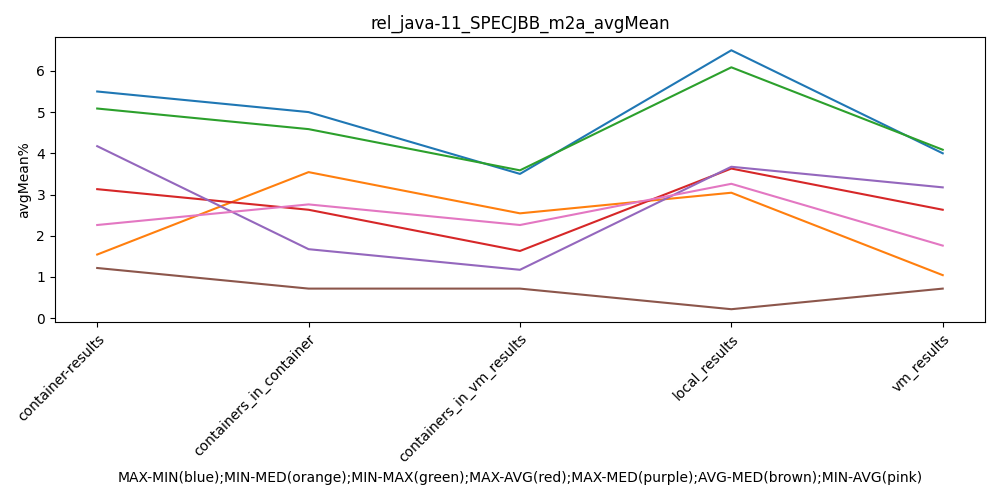 rel_java-11_SPECJBB_m2a_avgMean
avgMean%
6
5
4
3
2
1
0
container-results
containers_in_container
containers_in_vm_results
local_results
vm_results
MAX-MIN(blue);MIN-MED(orange);MIN-MAX(green);MAX-AVG(red);MAX-MED(purple);AVG-MED(brown);MIN-AVG(pink)